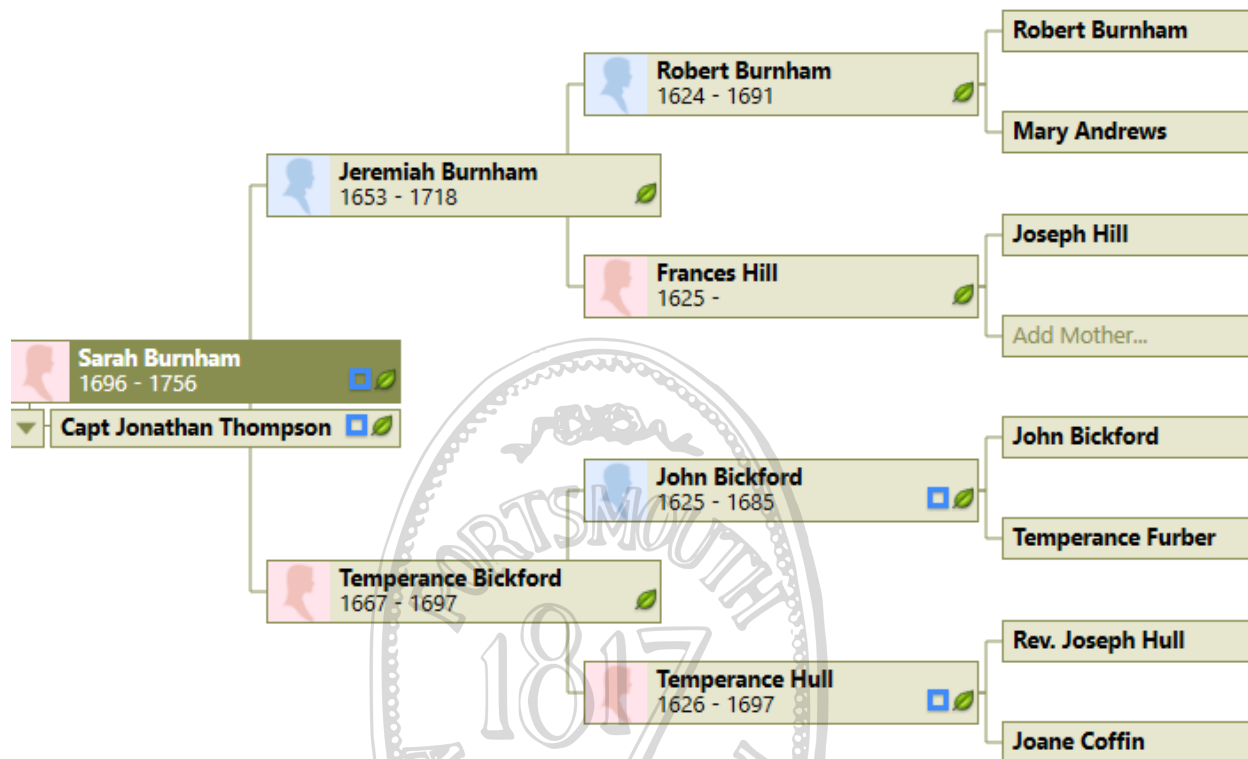 Robert Burnham
Robert Burnham
1624 - 1691
Mary Andrews
Jeremiah Burnham
1653 - 1718
Joseph Hill
Frances Hill
1625 -
Add Mother...
Sarah Burnham
1696 - 1756
Capt Jonathan Thompson
John Bickford
John Bickford
1625 - 1685
Temperance Furber
Temperance Bickford
1667 - 1697
Rev. Joseph Hull
Temperance Hull
1626 - 1697
Joane Coffin
PORTSMOUTH
1817